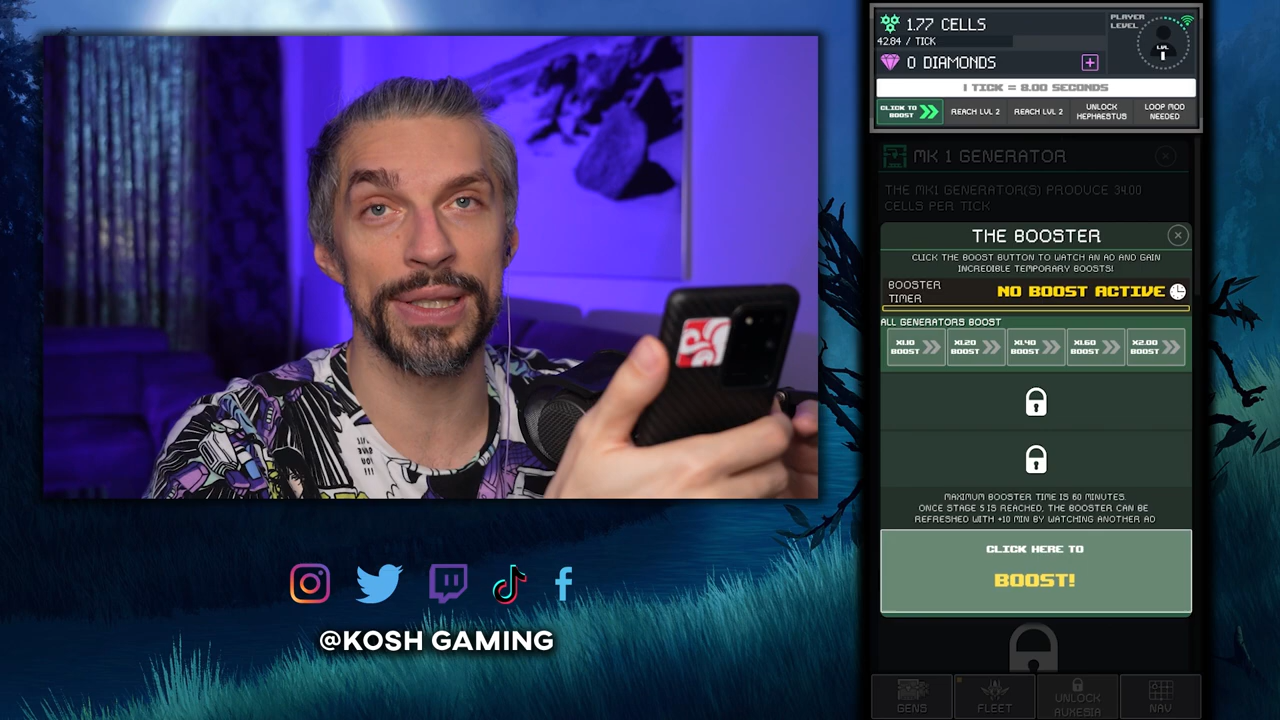 1.77 CELLS
42.84 / TICK
0 DIAMONDS
PLAYER
LEVEL
LVL
1
1 TICK = 8.00 SECONDS
CLICK TO
BOOST
REACH LVL 2
REACH LVL 2
UNLOCK
HEPHAESTUS
LOOP MOD
NEEDED
MK 1 GENERATOR
THE MK1 GENERATOR(S) PRODUCE 34.00
CELLS PER TICK
THE BOOSTER
CLICK THE BOOST BUTTON TO WATCH AN AD AND GAIN
INCREDIBLE TEMPORARY BOOSTS!
BOOSTER
TIMER
NO BOOST ACTIVE
ALL GENERATORS BOOST
X1.10
BOOST
X1.20
BOOST
X1.40
BOOST
X1.60
BOOST
X2.00
BOOST
MAXIMUM BOOSTER TIME IS 60 MINUTES.
ONCE STAGE 5 IS REACHED, THE BOOSTER CAN BE
REFRESHED WITH +10 MIN BY WATCHING ANOTHER AD
CLICK HERE TO
BOOST!
GENS
FLEET
UNLOCK
AUXESIA
NAV
@KOSH GAMING